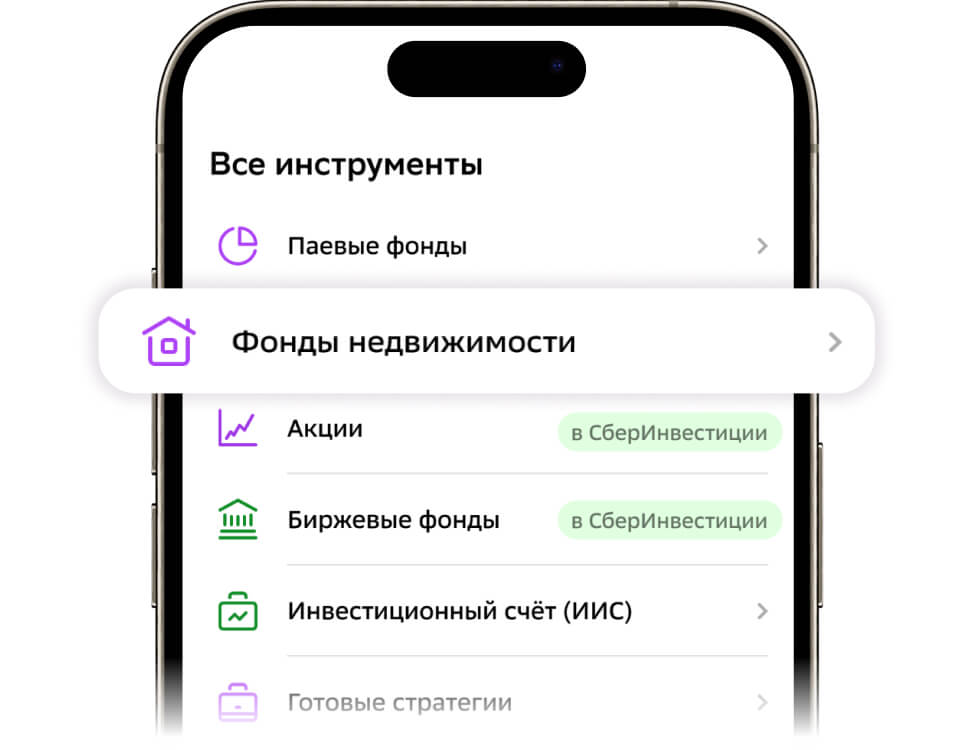 Все инструменты
Паевые фонды
Фонды недвижимости
Акции
в СберИнвестиции
Биржевые фонды
в СберИнвестиции
Инвестиционный счёт (ИИС)
Готовые стратегии